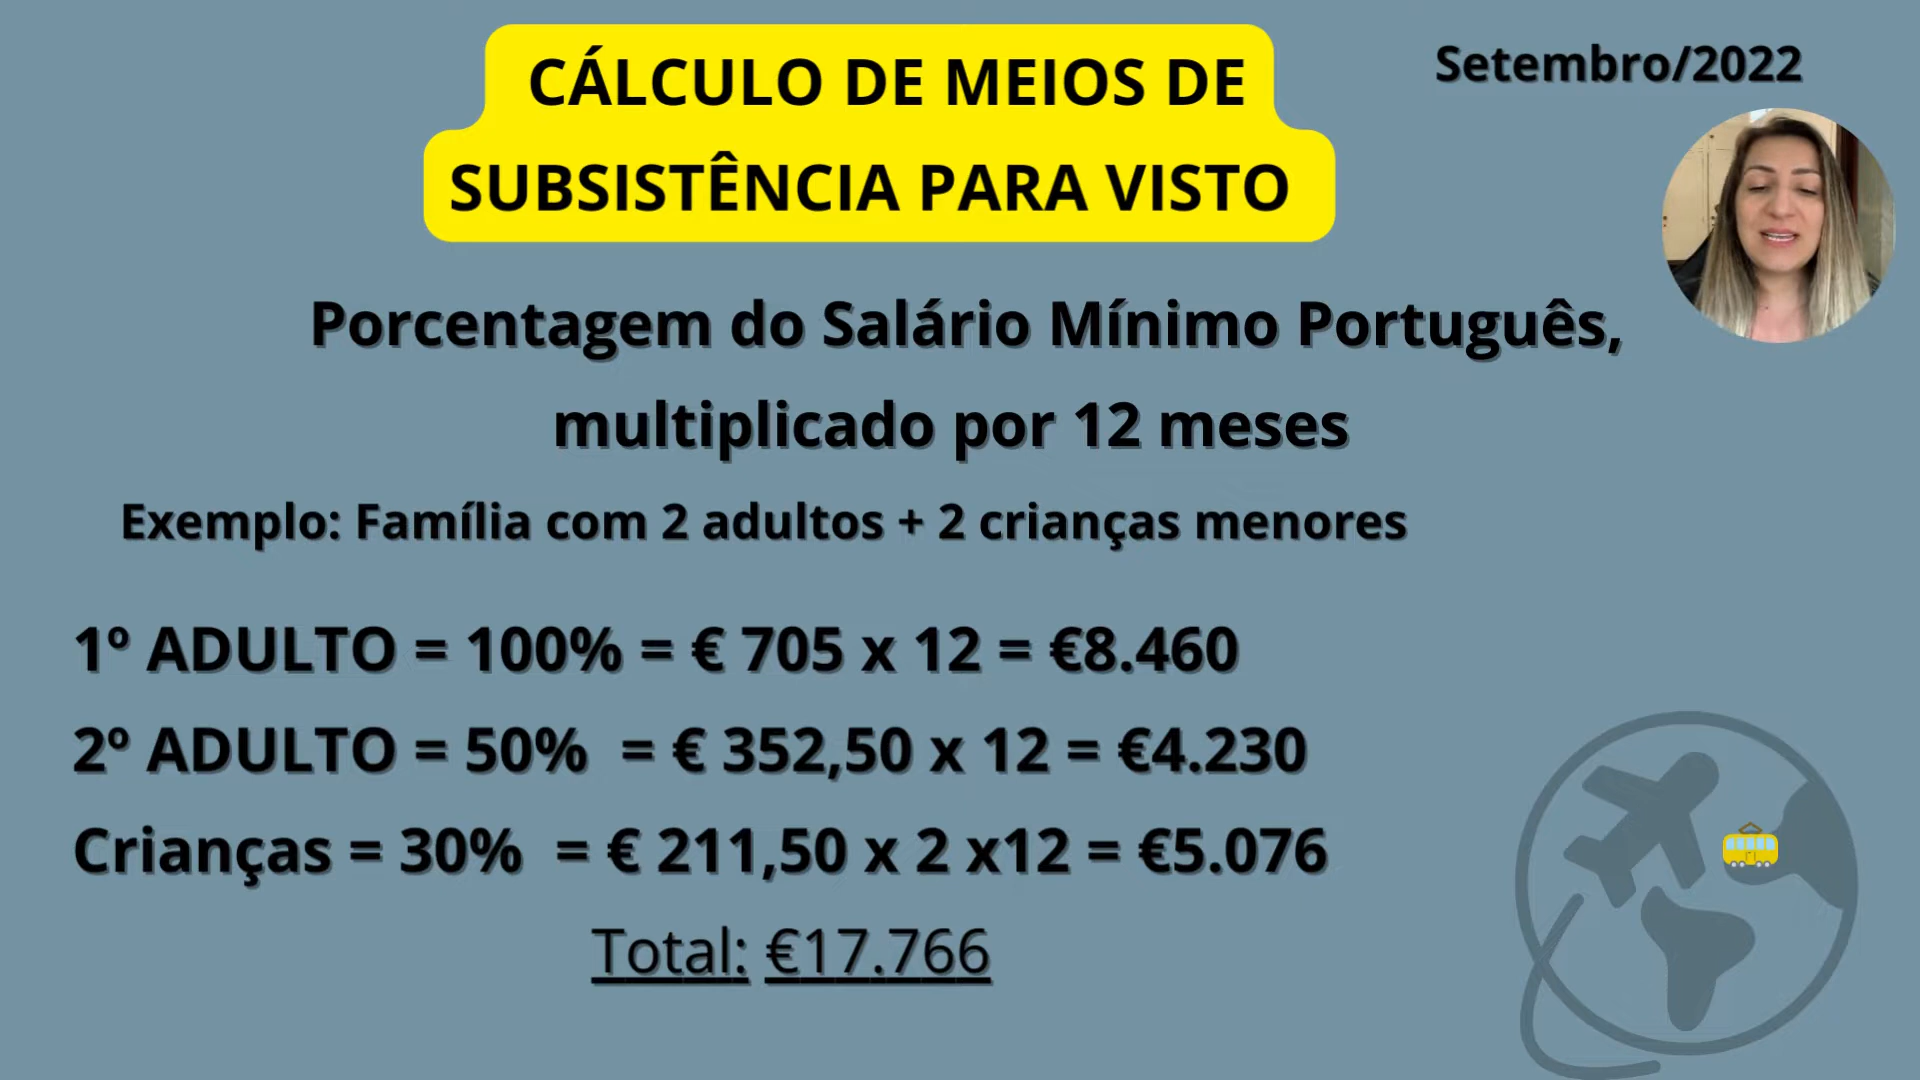 CÁLCULO DE MEIOS DE
SUBSISTÊNCIA PARA VISTO
Setembro/2022
Porcentagem do Salário Mínimo Português,
multiplicado por 12 meses
Exemplo: Família com 2 adultos + 2 crianças menores
1º ADULTO = 100% = € 705 x 12 = €8.460
2º ADULTO = 50% = € 352,50 x 12 = €4.230
Crianças = 30% = € 211,50 x 2 x12 = €5.076
Total: €17.766